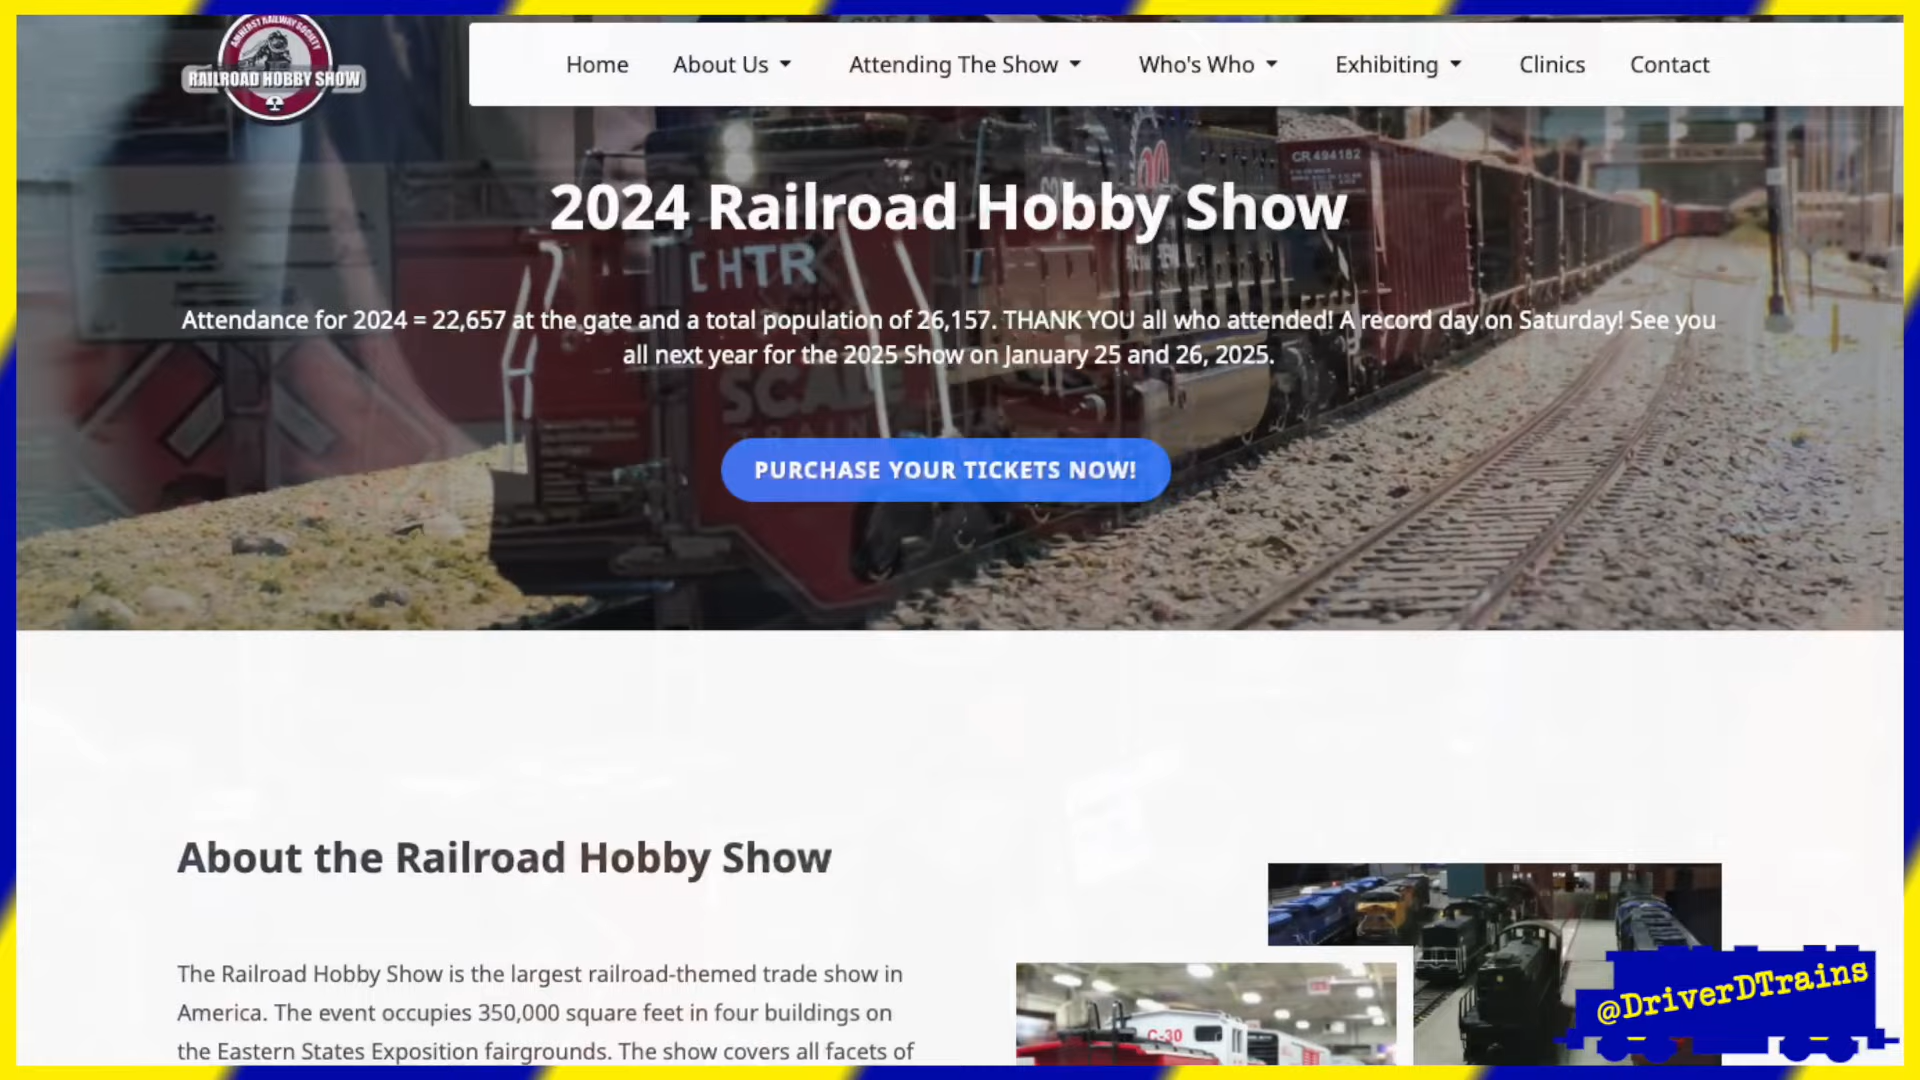 AMHERST RAILWAY SOCIETY
RAILROAD HOBBY SHOW
Home
About Us
Attending The Show
Who's Who
Exhibiting
Clinics
Contact
CR 494182
2024 Railroad Hobby Show
CHTR
Attendance for 2024 = 22,657 at the gate and a total population of 26,157. THANK YOU all who attended! A record day on Saturday! See you
all next year for the 2025 Show on January 25 and 26, 2025.
SCALE
TRAINS
PURCHASE YOUR TICKETS NOW!
About the Railroad Hobby Show
The Railroad Hobby Show is the largest railroad-themed trade show in
America. The event occupies 350,000 square feet in four buildings on
the Eastern States Exposition fairgrounds. The show covers all facets of
C-30
@DriverDTrains